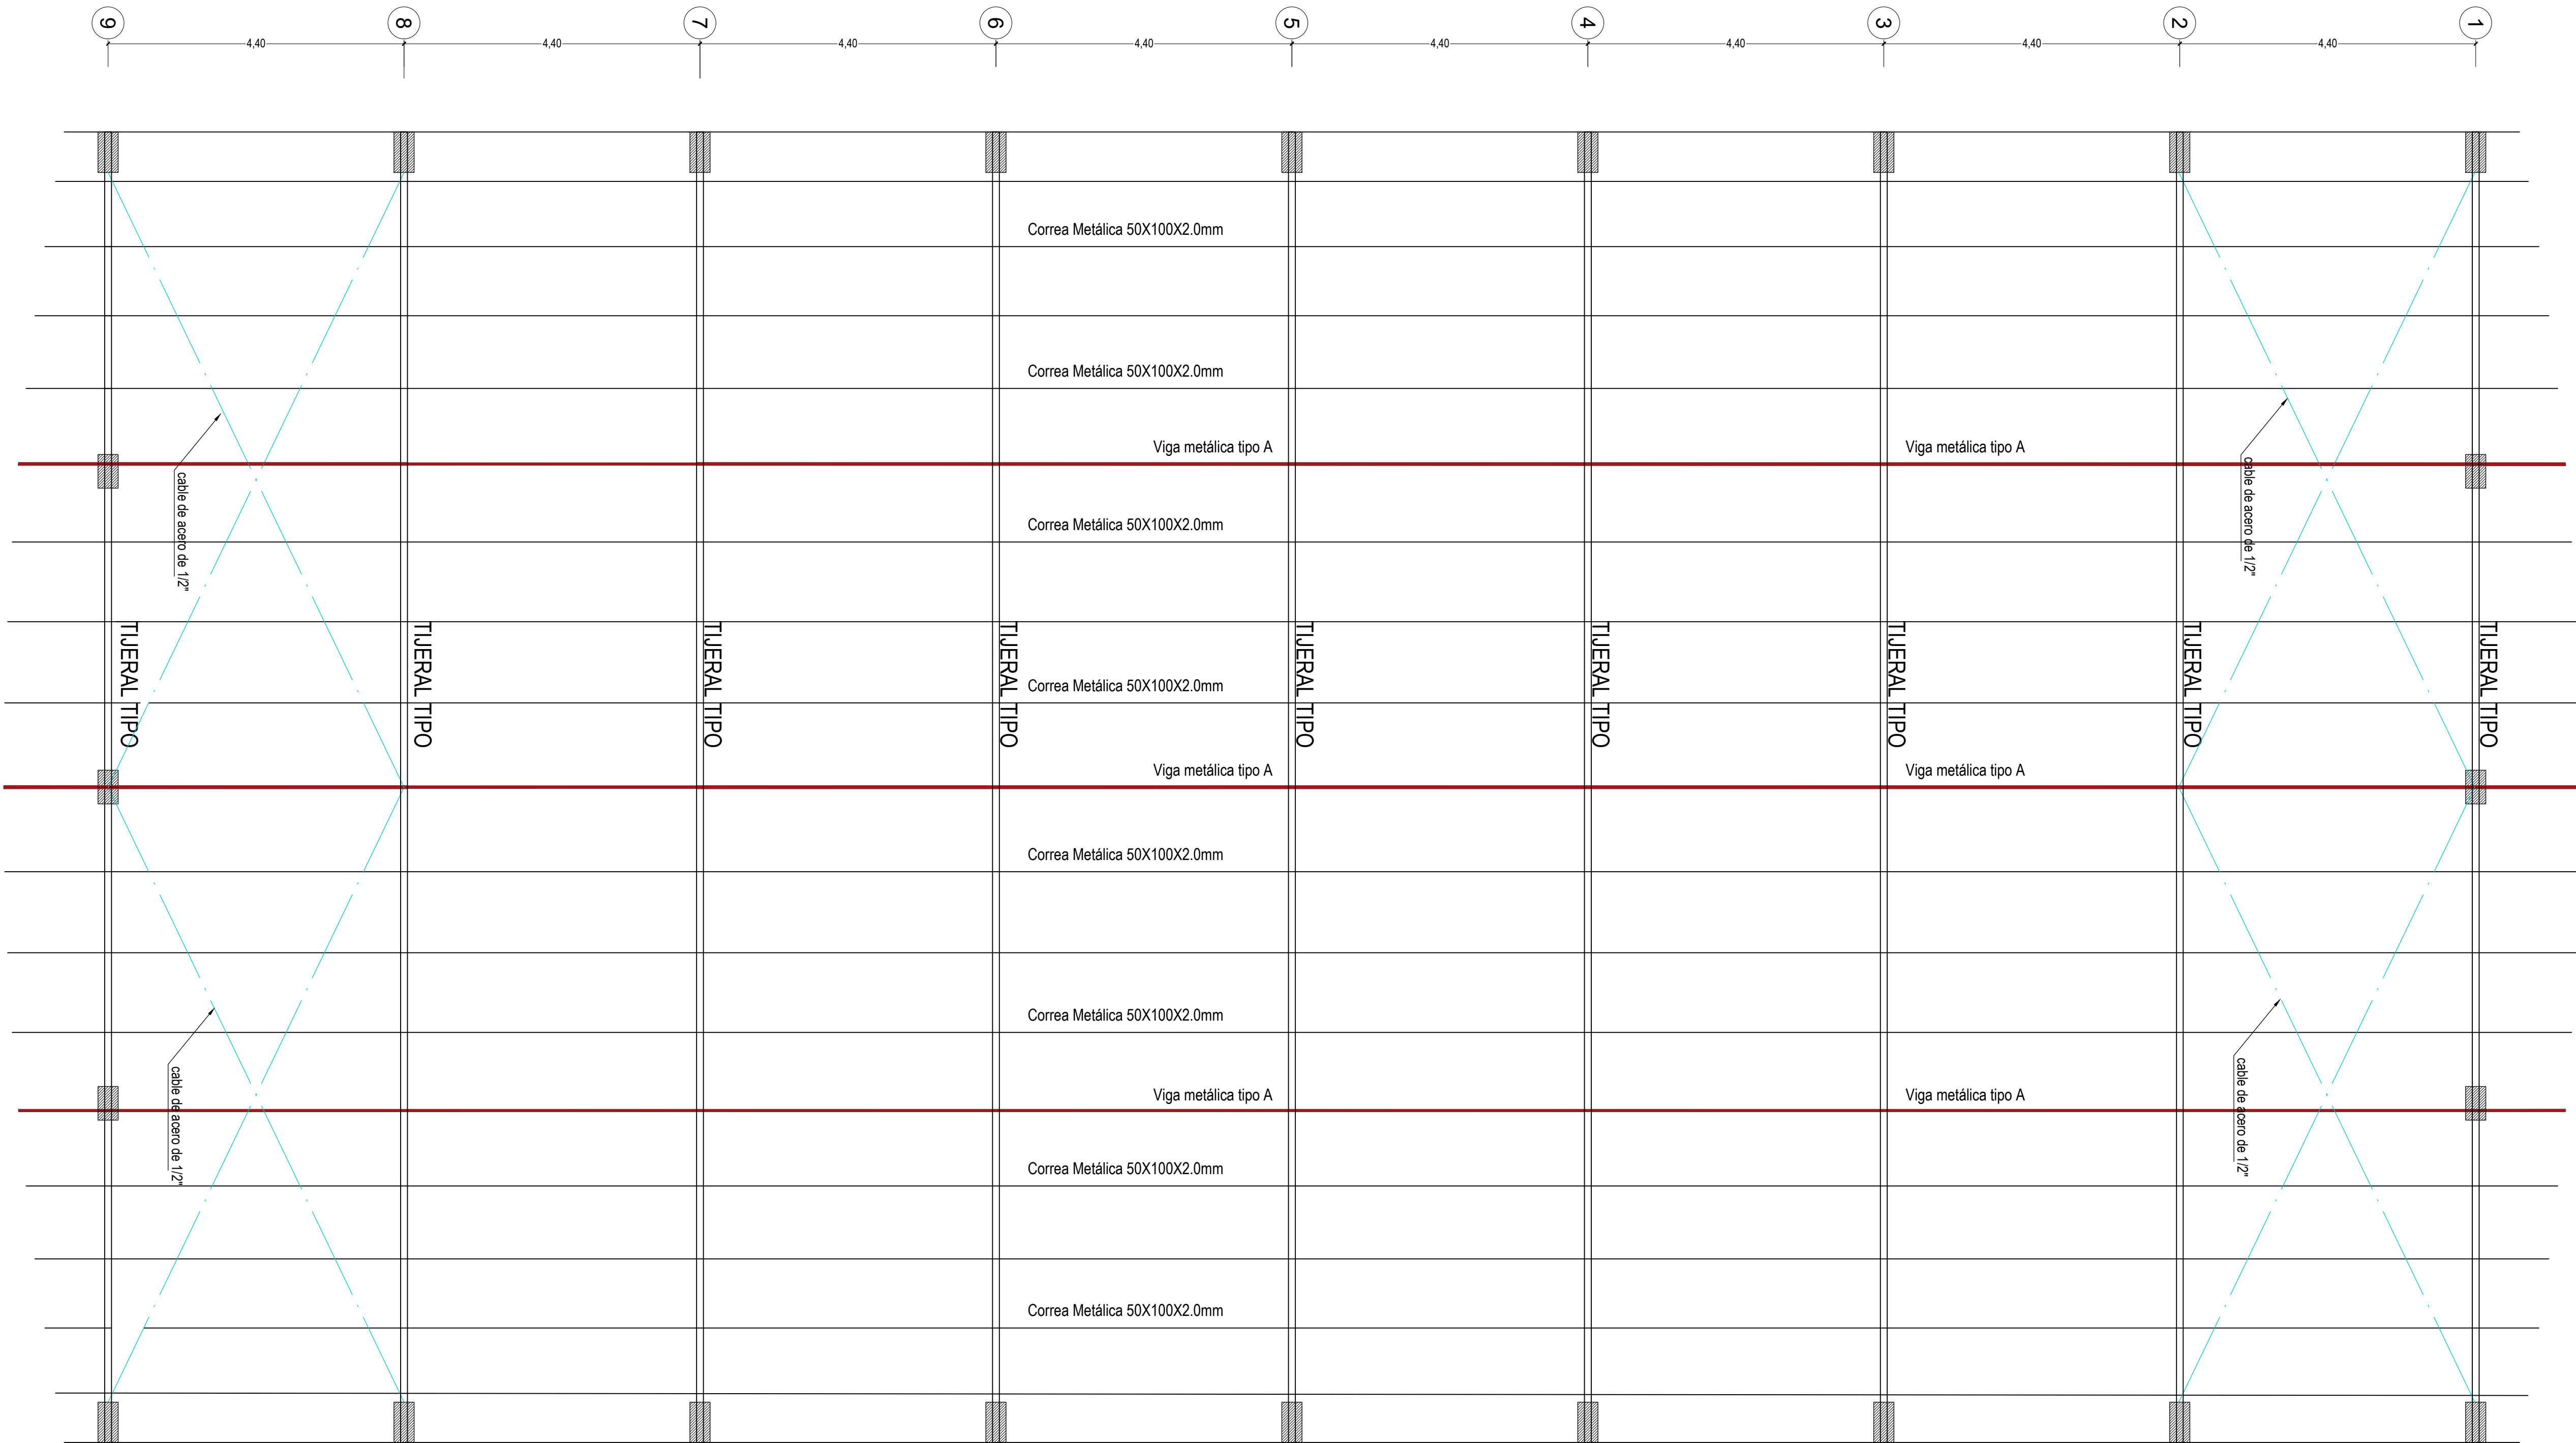 9 8 7 6 5 4 3 2 1
4,40 4,40 4,40 4,40 4,40 4,40 4,40 4,40
Correa Metálica 50X100X2.0mm
Correa Metálica 50X100X2.0mm
Viga metálica tipo A Viga metálica tipo A
cable de acero de 1/2" cable de acero de 1/2"
Correa Metálica 50X100X2.0mm
TIJERAL TIPO TIJERAL TIPO TIJERAL TIPO TIJERAL TIPO TIJERAL TIPO TIJERAL TIPO TIJERAL TIPO TIJERAL TIPO TIJERAL TIPO
Correa Metálica 50X100X2.0mm
Viga metálica tipo A Viga metálica tipo A
Correa Metálica 50X100X2.0mm
Correa Metálica 50X100X2.0mm
cable de acero de 1/2" cable de acero de 1/2"
Viga metálica tipo A Viga metálica tipo A
Correa Metálica 50X100X2.0mm
Correa Metálica 50X100X2.0mm